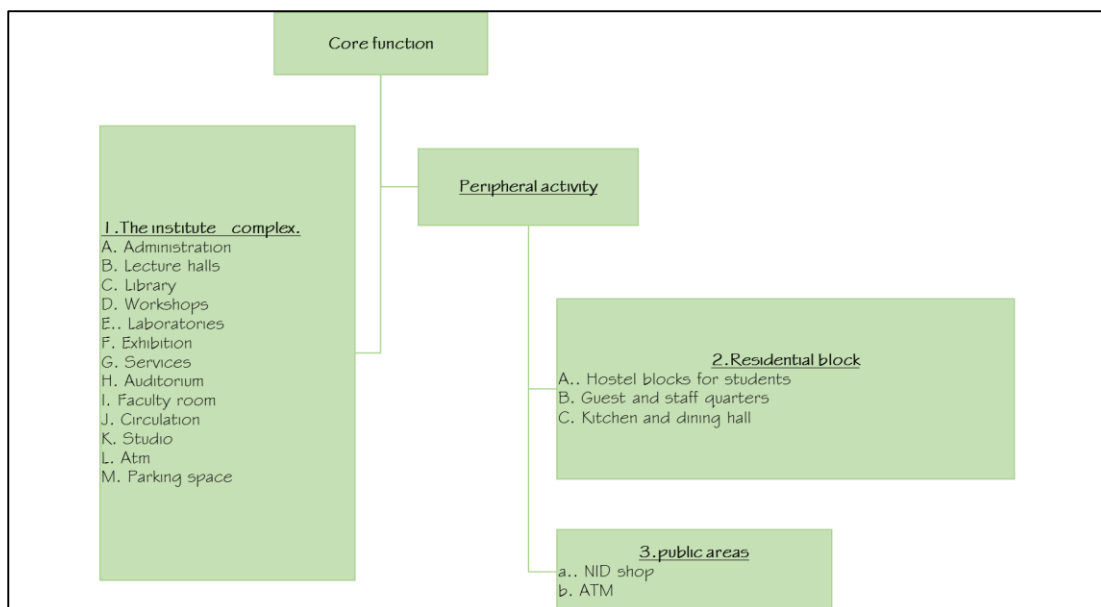 Core function
Peripheral activity
1.The institute complex.
A. Administration
B. Lecture halls
C. Library
D. Workshops
E.. Laboratories
F. Exhibition
G. Services
H. Auditorium
I. Faculty room
J. Circulation
K. Studio
L. Atm
M. Parking space
2.Residential block
A.. Hostel blocks for students
B. Guest and staff quarters
C. Kitchen and dining hall
3.public areas
a.. NID shop
b. ATM